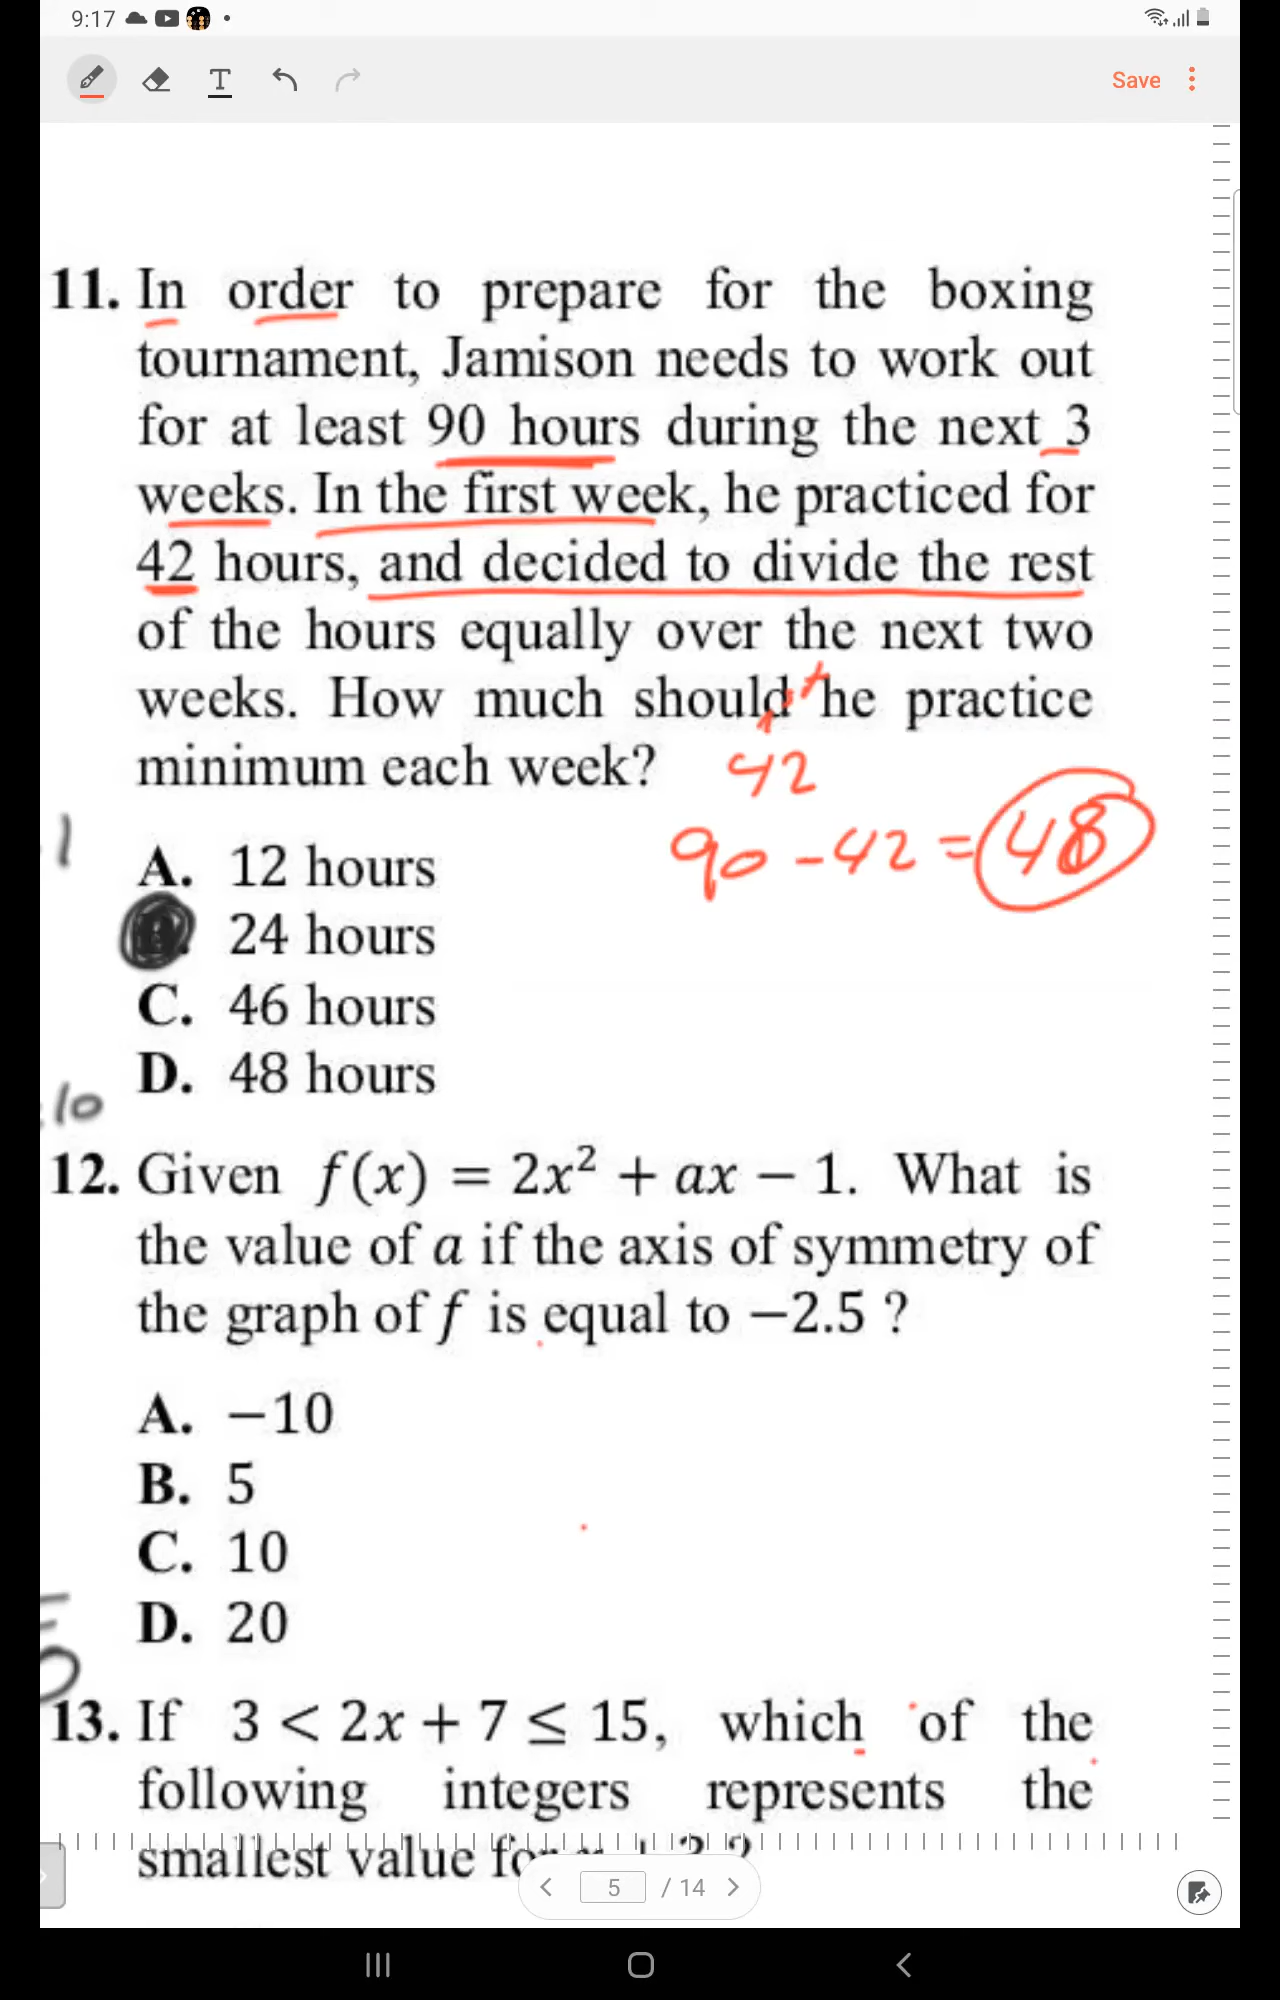 9:17
T
Save
11. In order to prepare for the boxing
tournament, Jamison needs to work out
for at least 90 hours during the next 3
weeks. In the first week, he practiced for
42 hours, and decided to divide the rest
of the hours equally over the next two
weeks. How much should he practice
minimum each week?
42
90 - 42 = 48
1
A. 12 hours
24 hours
C. 46 hours
D. 48 hours
10
12. Given f(x) = 2x² + ax − 1. What is
the value of a if the axis of symmetry of
the graph of f is equal to −2.5 ?
A. −10
B. 5
C. 10
D. 20
13. If 3 < 2x + 7 ≤ 15, which of the
following integers represents the
smallest value for
5 / 14